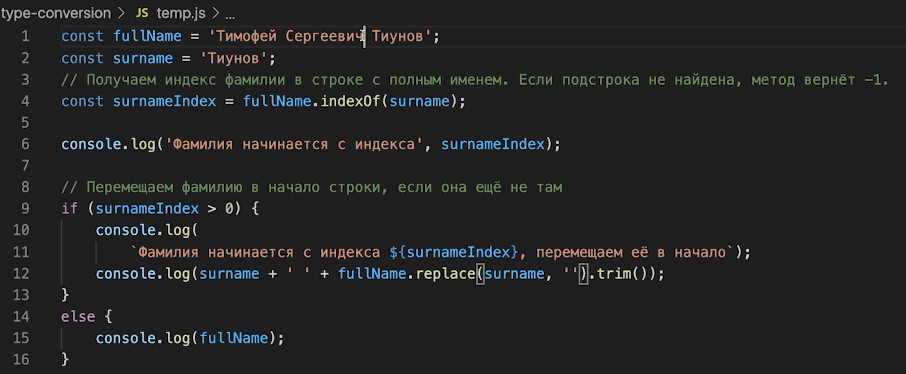 type-conversion > JS temp.js > ...
1 const fullName = 'Тимофей Сергеевич Тиунов';
2 const surname = 'Тиунов';
3 // Получаем индекс фамилии в строке с полным именем. Если подстрока не найдена, метод вернёт -1.
4 const surnameIndex = fullName.indexOf(surname);
5
6 console.log('Фамилия начинается с индекса', surnameIndex);
7
8 // Перемещаем фамилию в начало строки, если она ещё не там
9 if (surnameIndex > 0) {
10 console.log(
11 `Фамилия начинается с индекса ${surnameIndex}, перемещаем её в начало`);
12 console.log(surname + ' ' + fullName.replace(surname, '').trim());
13 }
14 else {
15 console.log(fullName);
16 }